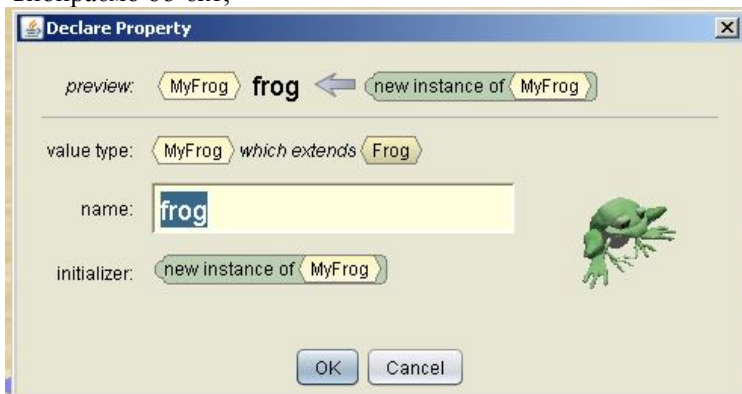 Declare Property
preview: MyFrog frog new instance of MyFrog
value type: MyFrog which extends Frog
name: frog
initializer: new instance of MyFrog
OK Cancel